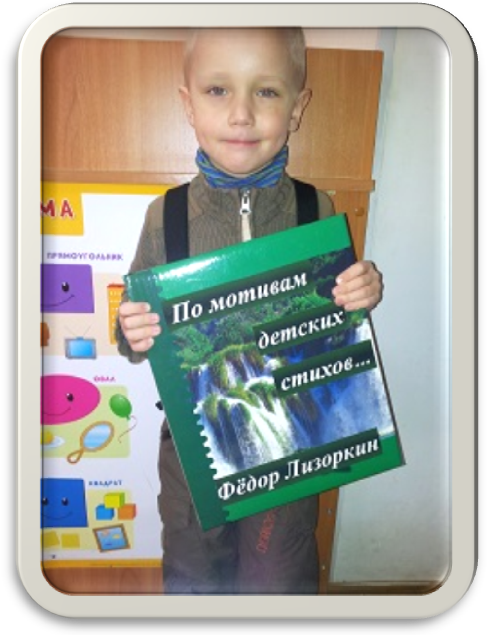 МА
ПРЯМОУГОЛЬНИК
ОВАЛ
КВАДРАТ
По мотивам
детских
стихов...
Фёдор Лизоркин